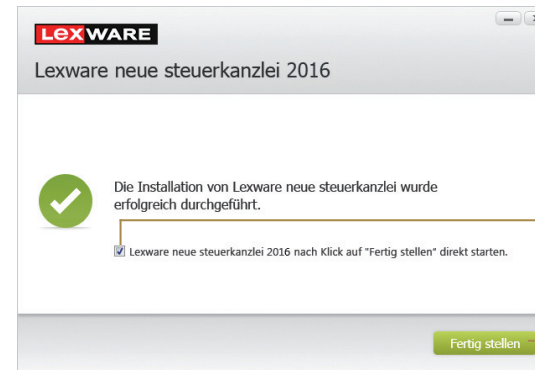 LEXWARE
Lexware neue steuerkanzlei 2016
Die Installation von Lexware neue steuerkanzlei wurde
erfolgreich durchgeführt.
Lexware neue steuerkanzlei 2016 nach Klick auf "Fertig stellen" direkt starten.
Fertig stellen